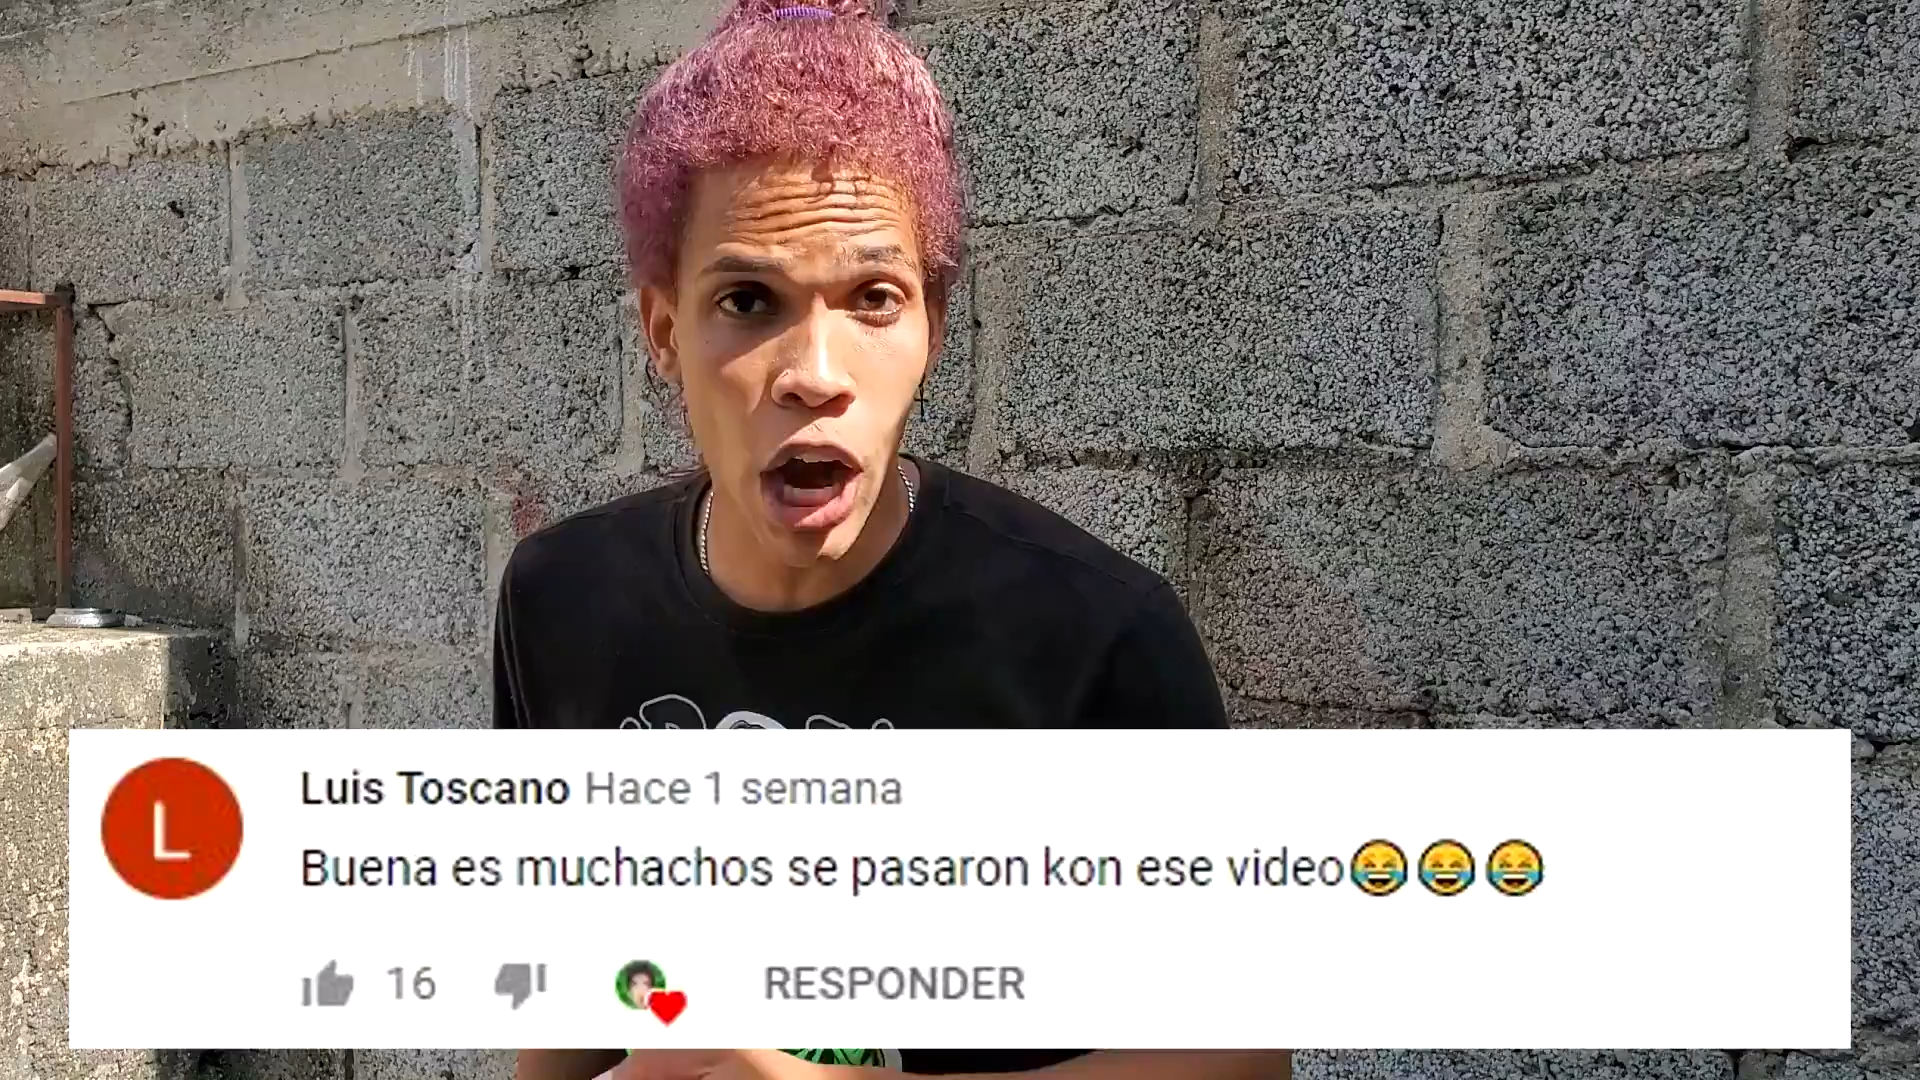 L
Luis Toscano Hace 1 semana
Buena es muchachos se pasaron kon ese video😂😂😂
16
RESPONDER